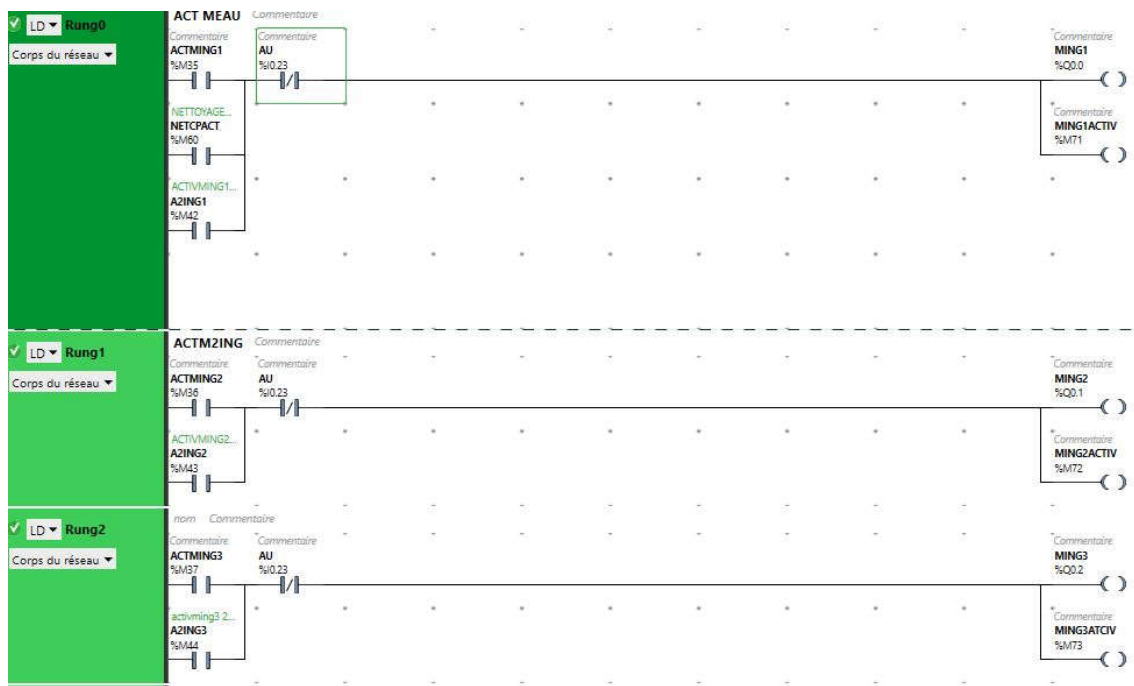 LD Rung0
Corps du réseau
ACT MEAU Commentaire
Commentaire Commentaire Commentaire
ACTMING1 AU MING1
%M35 %I0.23 %Q0.0
NETTOYAGE... Commentaire
NETCPACT MING1ACTIV
%M60 %M71
ACTIVMING1...
A2ING1
%M42
LD Rung1
Corps du réseau
ACTM2ING Commentaire
Commentaire Commentaire Commentaire
ACTMING2 AU MING2
%M36 %I0.23 %Q0.1
ACTIVMING2... Commentaire
A2ING2 MING2ACTIV
%M43 %M72
LD Rung2
Corps du réseau
nom Commentaire
Commentaire Commentaire Commentaire
ACTMING3 AU MING3
%M37 %I0.23 %Q0.2
activming3 2... Commentaire
A2ING3 MING3ATCIV
%M44 %M73